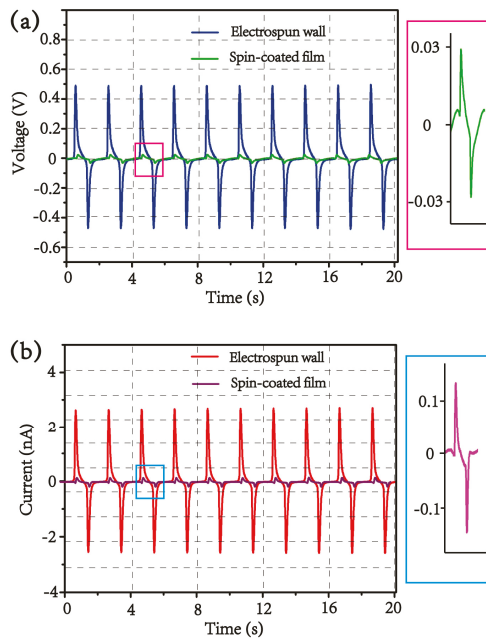 (a)
Electrospun wall
Spin-coated film
Voltage (V)
0.8
0.6
0.4
0.2
0
-0.2
-0.4
-0.6
0 4 8 12 16 20
Time (s)
0.03
0
-0.03
(b)
Electrospun wall
Spin-coated film
Current (nA)
4
2
0
-2
-4
0 4 8 12 16 20
Time (s)
0.1
0
-0.1